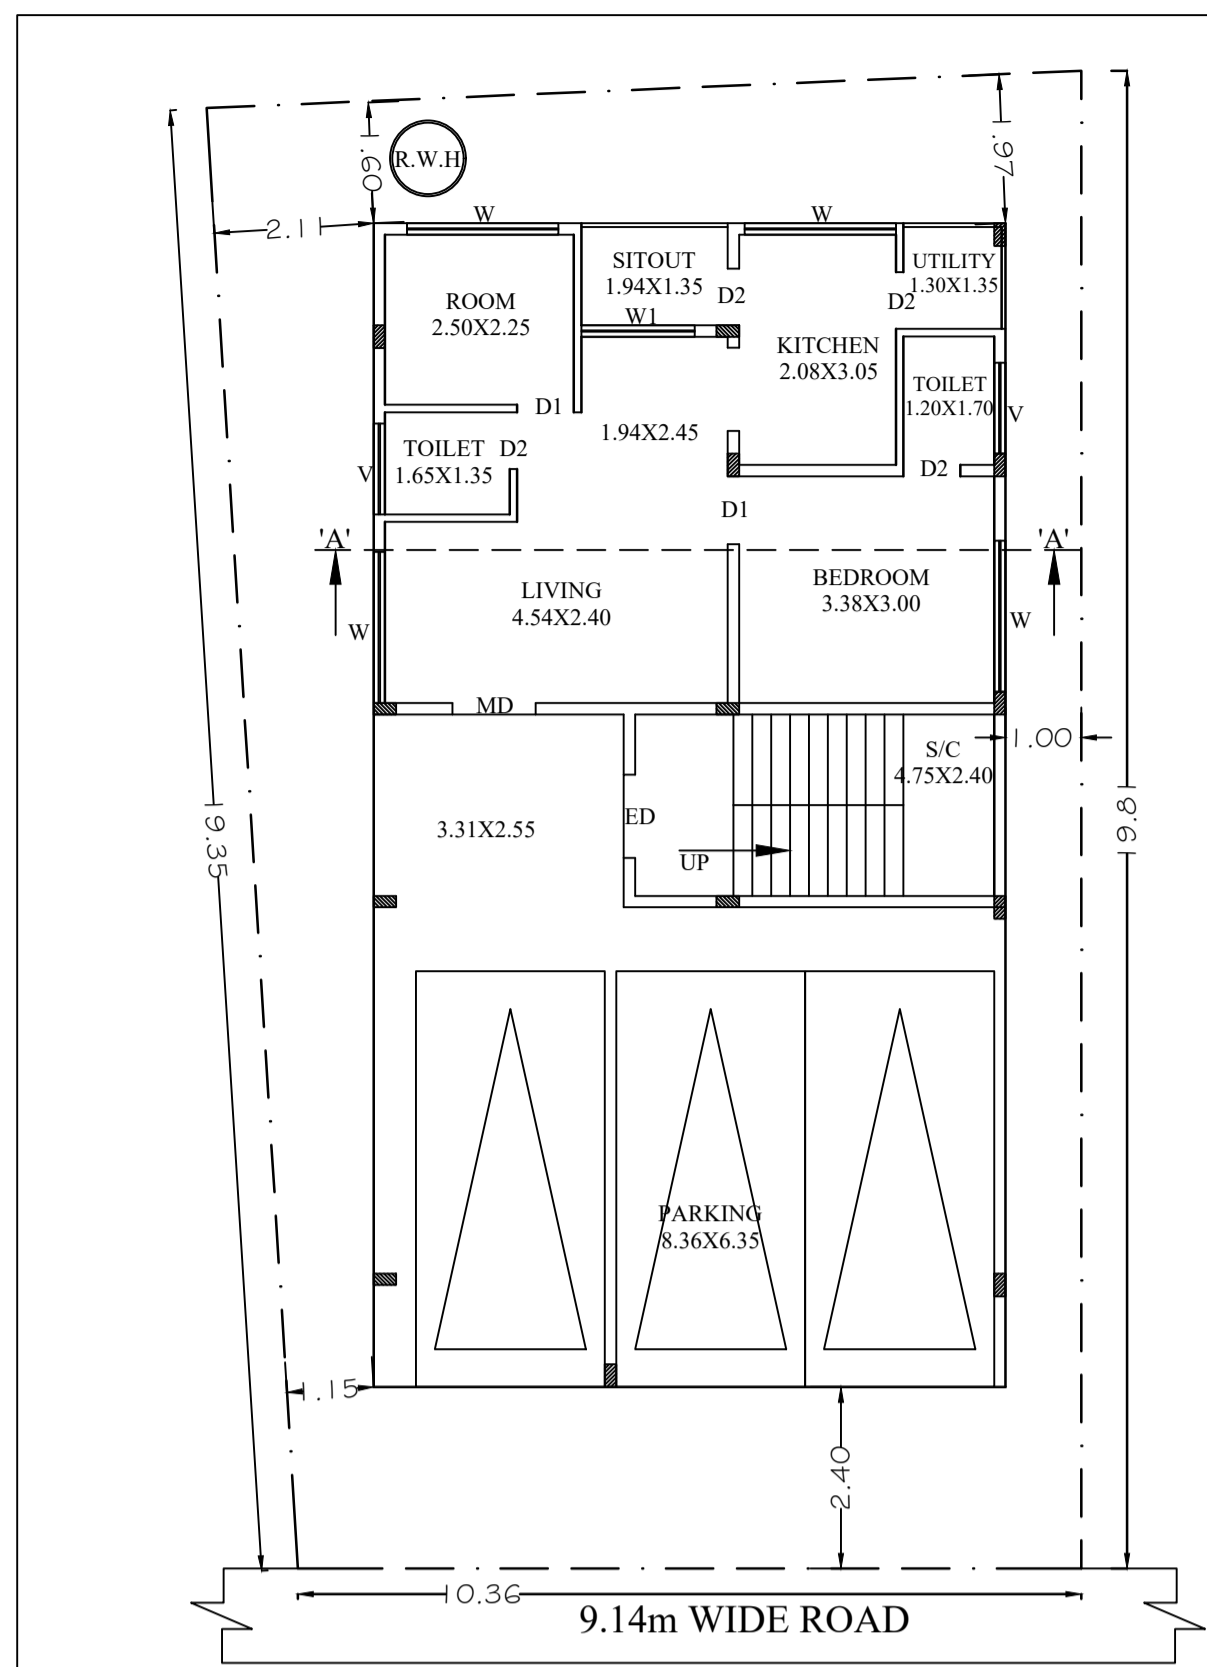 1.60
R.W.H
1.97
2.11
W
W
SITOUT
1.94X1.35
UTILITY
1.30X1.35
D2
D2
ROOM
2.50X2.25
W1
KITCHEN
2.08X3.05
TOILET
1.20X1.70
D1
V
1.94X2.45
TOILET
1.65X1.35
D2
V
D2
D1
'A'
'A'
LIVING
4.54X2.40
BEDROOM
3.38X3.00
W
W
MD
S/C
4.75X2.40
1.00
19.35
19.81
3.31X2.55
ED
UP
PARKING
8.36X6.35
1.15
2.40
10.36
9.14m WIDE ROAD